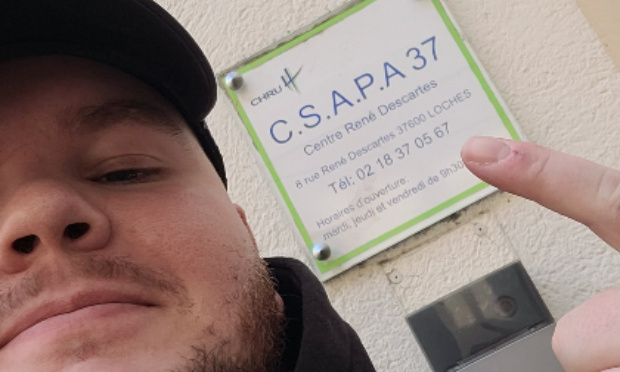 CHRU
C.S.A.P.A 37
Centre René Descartes
8 rue René Descartes 37600 LOCHES
Tél: 02 18 37 05 67
Horaires d'ouverture:
mardi, jeudi et vendredi de 9h30